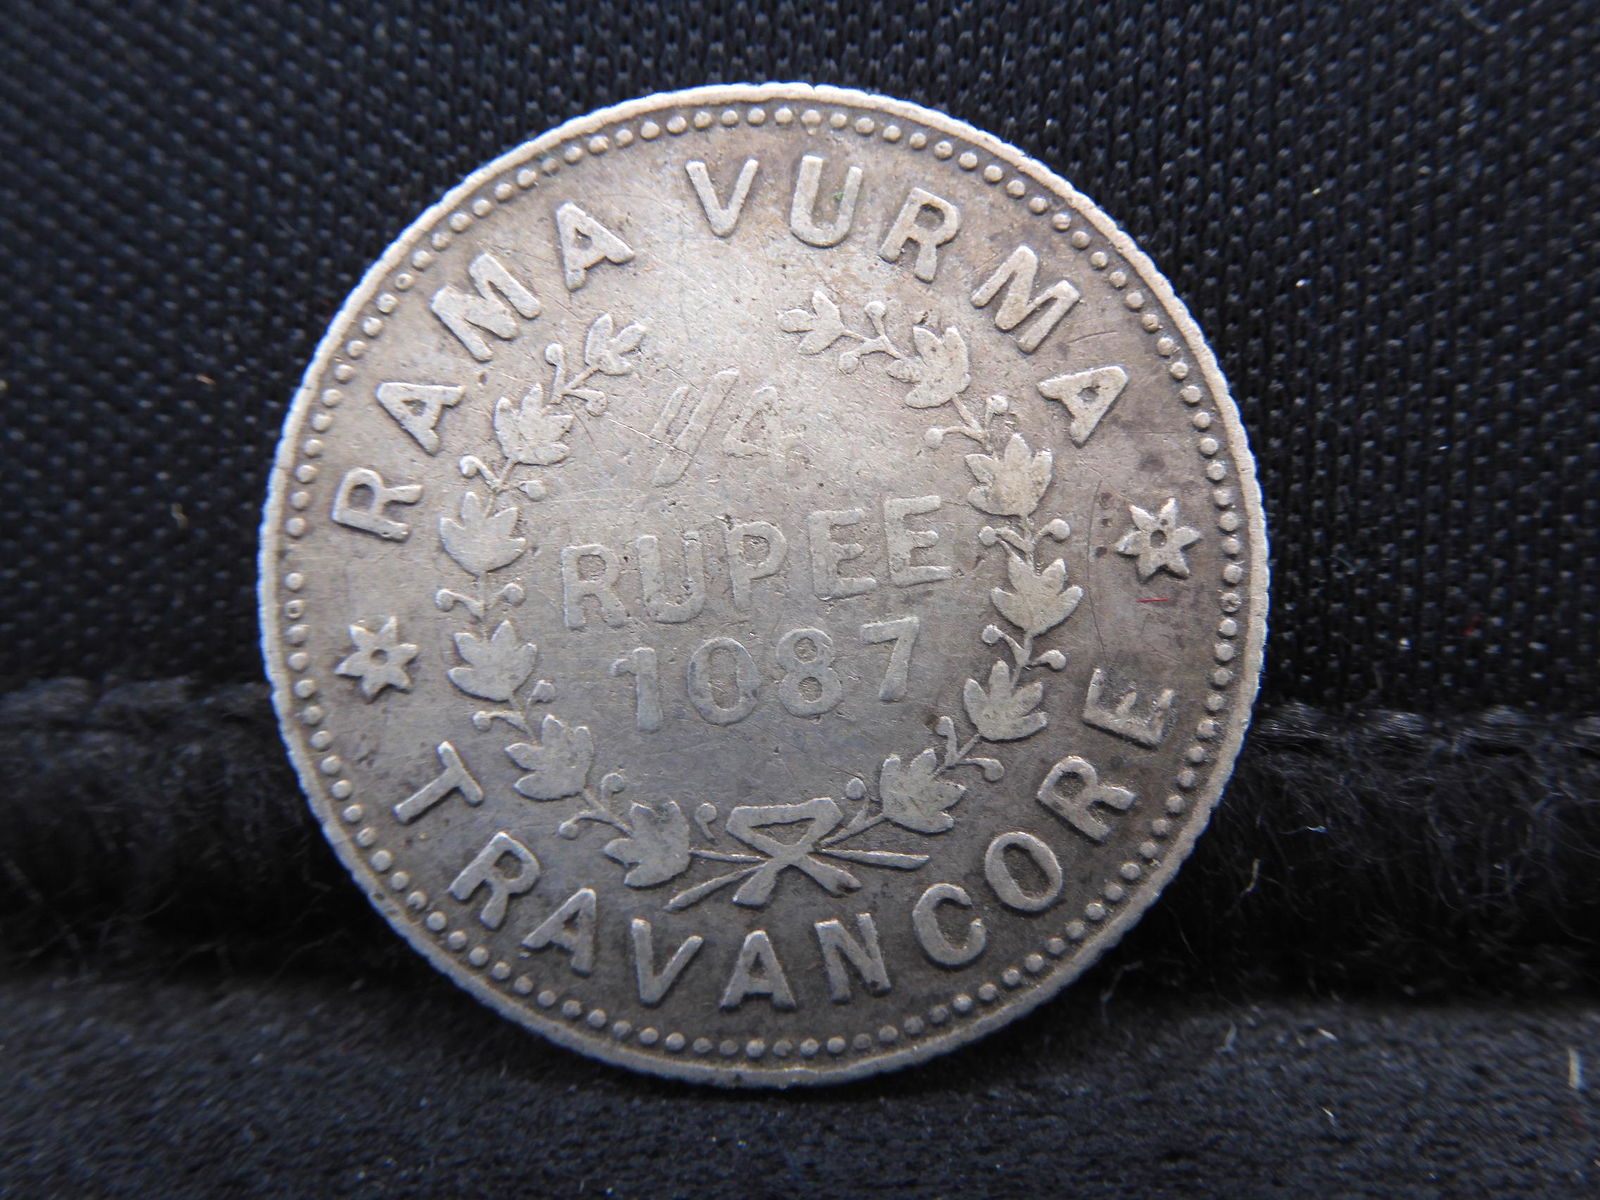 RAMA VURMA
1/4
RUPEE
1087
TRAVANCORE